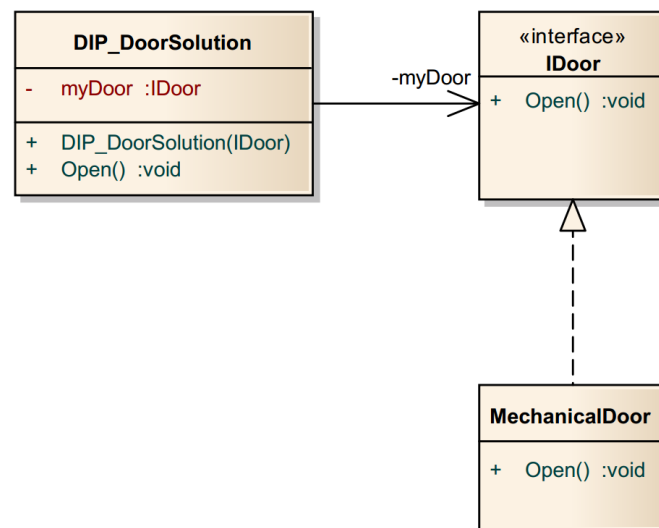 DIP_DoorSolution
- myDoor :IDoor
+ DIP_DoorSolution(IDoor)
+ Open() :void
-myDoor
«interface»
IDoor
+ Open() :void
MechanicalDoor
+ Open() :void